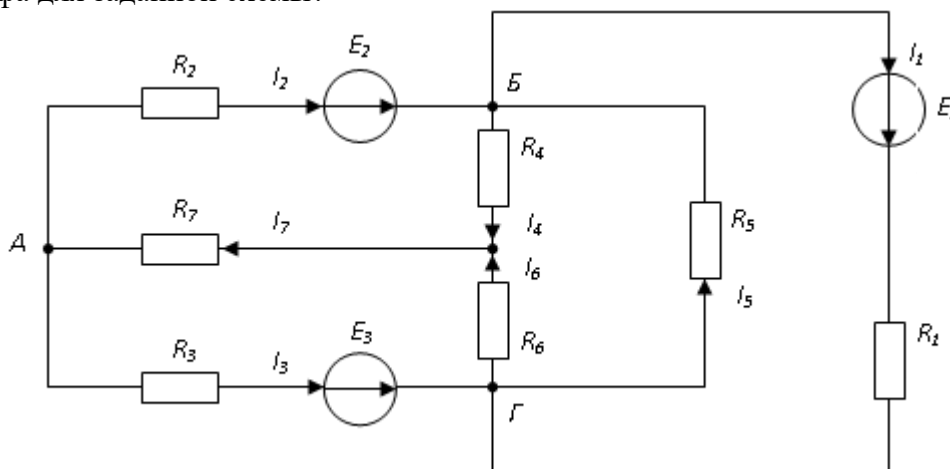 для заданной схемы.
E₂
I₁
R₂
I₂
Б
E
R₄
R₇
I₇
I₄
R₅
А
I₆
I₅
E₃
R₃
I₃
R₆
R₁
Г